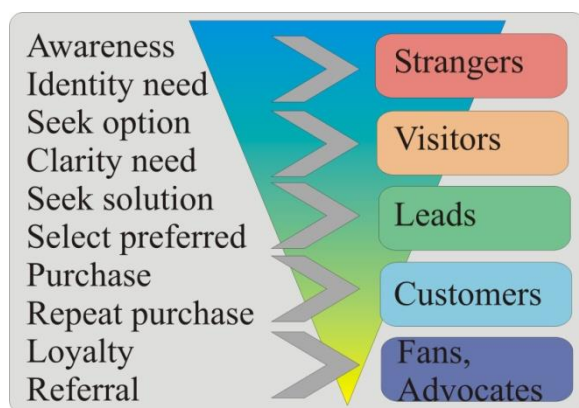 Awareness
Identity need
Seek option
Clarity need
Seek solution
Select preferred
Purchase
Repeat purchase
Loyalty
Referral
Strangers
Visitors
Leads
Customers
Fans,
Advocates